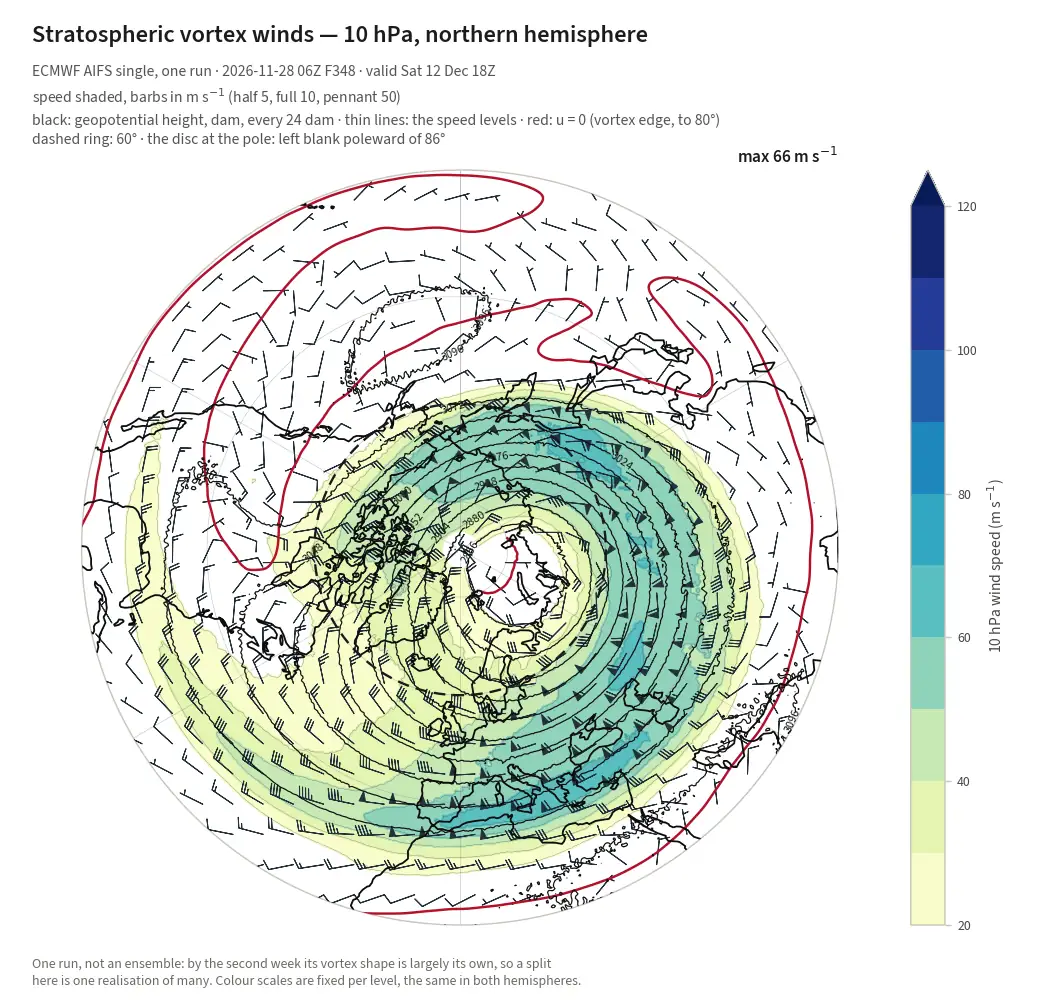 Stratospheric vortex winds — 10 hPa, northern hemisphere
ECMWF AIFS single, one run · 2026-11-28 06Z F348 · valid Sat 12 Dec 18Z
speed shaded, barbs in m s⁻¹ (half 5, full 10, pennant 50)
black: geopotential height, dam, every 24 dam · thin lines: the speed levels · red: u = 0 (vortex edge, to 80°)
dashed ring: 60° · the disc at the pole: left blank poleward of 86°
max 66 m s⁻¹
120
100
80
60
40
20
10 hPa wind speed (m s⁻¹)
3096
3024
2880
3096
One run, not an ensemble: by the second week its vortex shape is largely its own, so a split
here is one realisation of many. Colour scales are fixed per level, the same in both hemispheres.